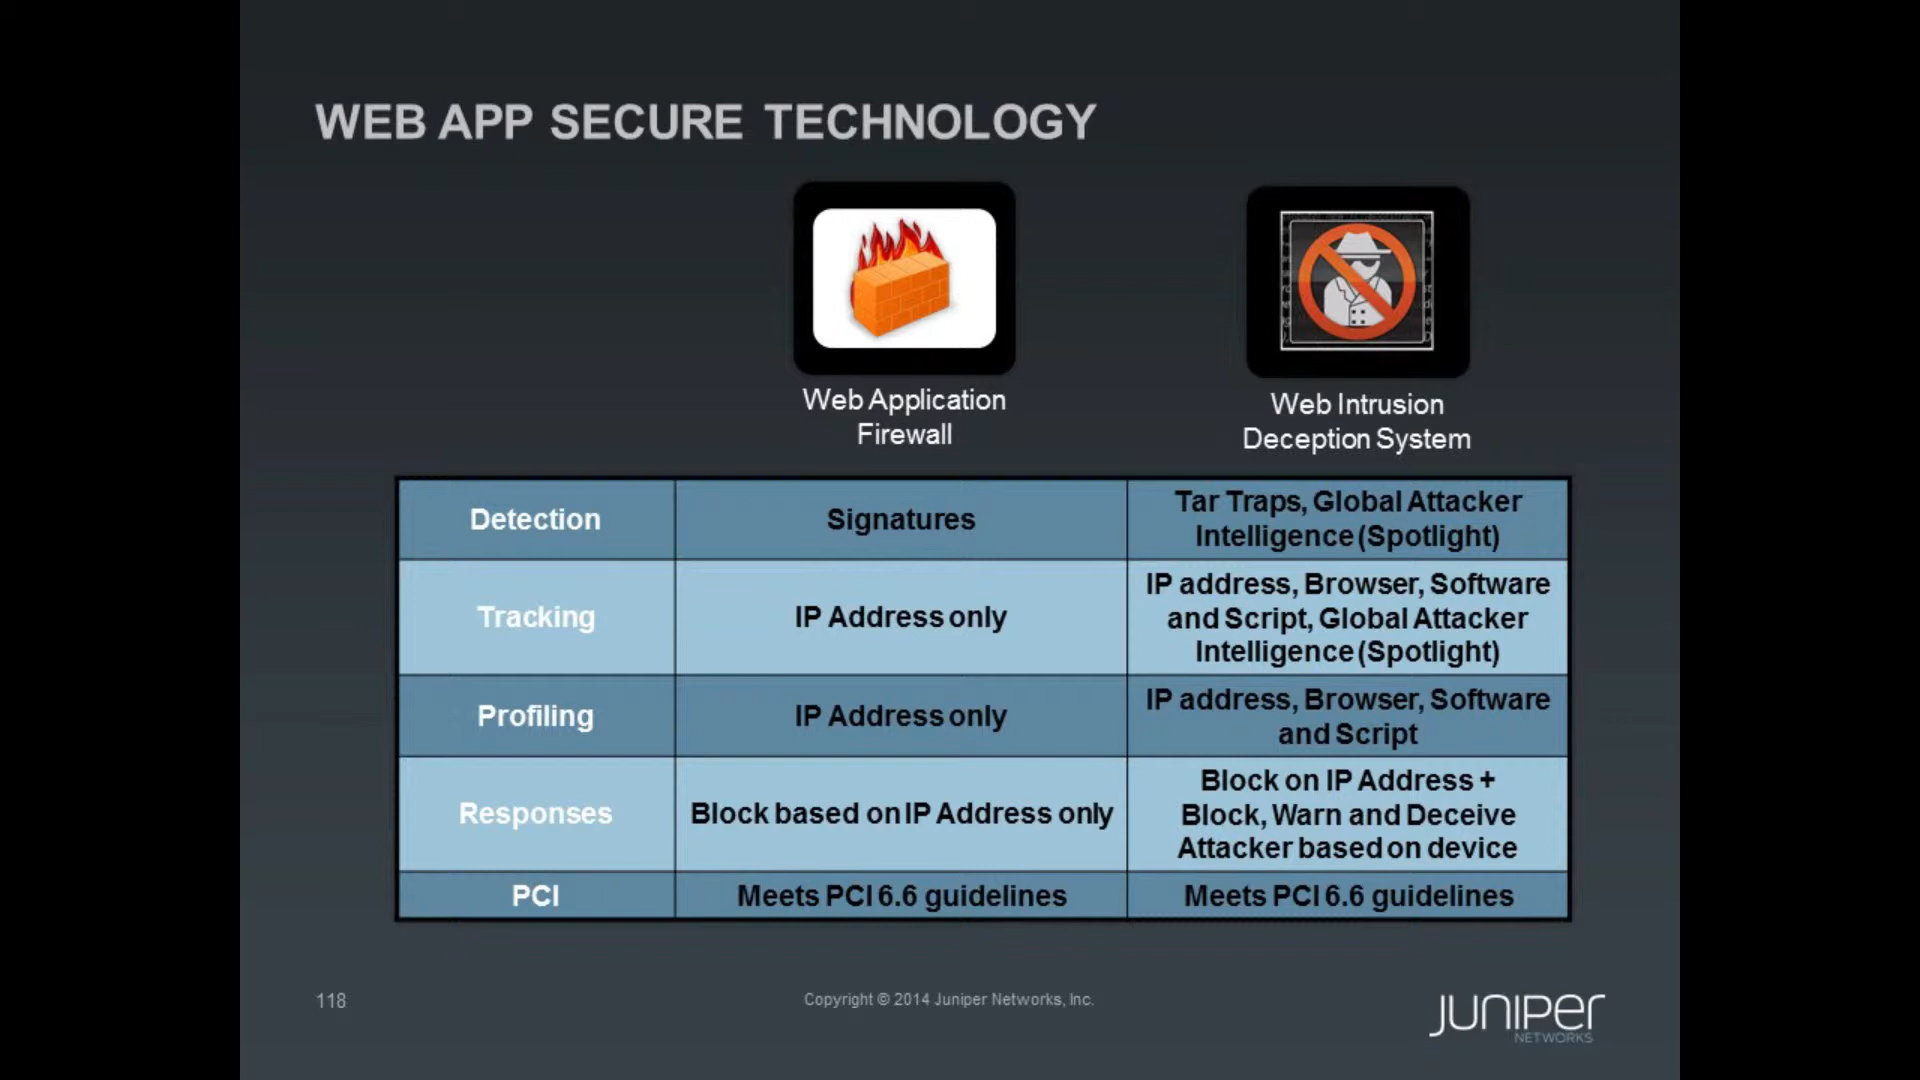 WEB APP SECURE TECHNOLOGY
Web Application
Firewall
Web Intrusion
Deception System
Detection
Signatures
Tar Traps, Global Attacker
Intelligence (Spotlight)
Tracking
IP Address only
IP address, Browser, Software
and Script, Global Attacker
Intelligence (Spotlight)
Profiling
IP Address only
IP address, Browser, Software
and Script
Responses
Block based on IP Address only
Block on IP Address +
Block, Warn and Deceive
Attacker based on device
PCI
Meets PCI 6.6 guidelines
Meets PCI 6.6 guidelines
118
Copyright © 2014 Juniper Networks, Inc.
JUNIPER
NETWORKS